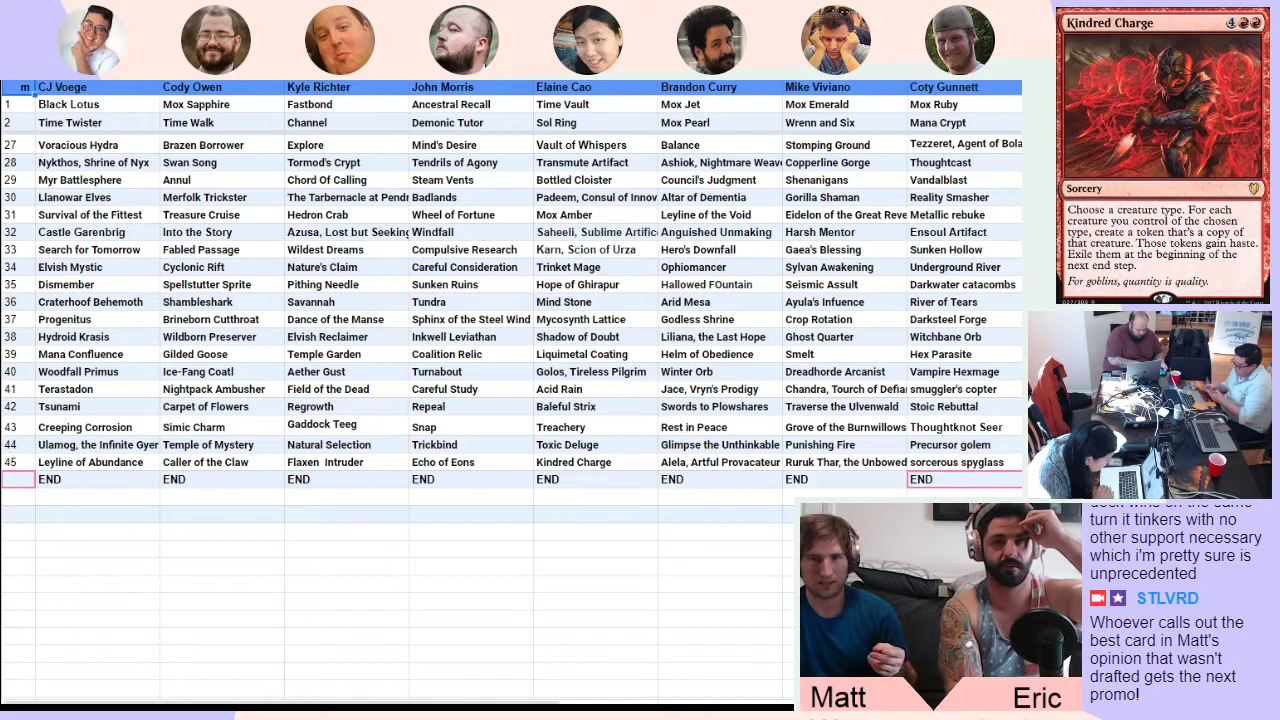 m CJ Voege Cody Owen Kyle Richter John Morris Elaine Cao Brandon Curry Mike Viviano Coty Gunnett
1 Black Lotus Mox Sapphire Fastbond Ancestral Recall Time Vault Mox Jet Mox Emerald Mox Ruby
2 Time Twister Time Walk Channel Demonic Tutor Sol Ring Mox Pearl Wrenn and Six Mana Crypt
27 Voracious Hydra Brazen Borrower Explore Mind's Desire Vault of Whispers Balance Stomping Ground Tezzeret, Agent of Bola
28 Nykthos, Shrine of Nyx Swan Song Tormod's Crypt Tendrils of Agony Transmute Artifact Ashiok, Nightmare Weave Copperline Gorge Thoughtcast
29 Myr Battlesphere Annul Chord Of Calling Steam Vents Bottled Cloister Council's Judgment Shenanigans Vandalblast
30 Llanowar Elves Merfolk Trickster The Tarbernacle at Pendr Badlands Padeem, Consul of Innov Altar of Dementia Gorilla Shaman Reality Smasher
31 Survival of the Fittest Treasure Cruise Hedron Crab Wheel of Fortune Mox Amber Leyline of the Void Eidelon of the Great Reve Metallic rebuke
32 Castle Garenbrig Into the Story Azusa, Lost but Seeking Windfall Saheeli, Sublime Artific Anguished Unmaking Harsh Mentor Ensoul Artifact
33 Search for Tomorrow Fabled Passage Wildest Dreams Compulsive Research Karn, Scion of Urza Hero's Downfall Gaea's Blessing Sunken Hollow
34 Elvish Mystic Cyclonic Rift Nature's Claim Careful Consideration Trinket Mage Ophiomancer Sylvan Awakening Underground River
35 Dismember Spellstutter Sprite Pithing Needle Sunken Ruins Hope of Ghirapur Hallowed FOuntain Seismic Assult Darkwater catacombs
36 Craterhoof Behemoth Shambleshark Savannah Tundra Mind Stone Arid Mesa Ayula's Infuence River of Tears
37 Progenitus Brineborn Cutthroat Dance of the Manse Sphinx of the Steel Wind Mycosynth Lattice Godless Shrine Crop Rotation Darksteel Forge
38 Hydroid Krasis Wildborn Preserver Elvish Reclaimer Inkwell Leviathan Shadow of Doubt Liliana, the Last Hope Ghost Quarter Witchbane Orb
39 Mana Confluence Gilded Goose Temple Garden Coalition Relic Liquimetal Coating Helm of Obedience Smelt Hex Parasite
40 Woodfall Primus Ice-Fang Coatl Aether Gust Turnabout Golos, Tireless Pilgrim Winter Orb Dreadhorde Arcanist Vampire Hexmage
41 Terastadon Nightpack Ambusher Field of the Dead Careful Study Acid Rain Jace, Vryn's Prodigy Chandra, Tourch of Defian smuggler's copter
42 Tsunami Carpet of Flowers Regrowth Repeal Baleful Strix Swords to Plowshares Traverse the Ulvenwald Stoic Rebuttal
43 Creeping Corrosion Simic Charm Gaddock Teeg Snap Treachery Rest in Peace Grove of the Burnwillows Thoughtknot Seer
44 Ulamog, the Infinite Gyer Temple of Mystery Natural Selection Trickbind Toxic Deluge Glimpse the Unthinkable Punishing Fire Precursor golem
45 Leyline of Abundance Caller of the Claw Flaxen Intruder Echo of Eons Kindred Charge Alela, Artful Provacateur Ruruk Thar, the Unbowed sorcerous spyglass
END END END END END END END END
Kindred Charge 4
Sorcery
Choose a creature type. For each
creature you control of the chosen
type, create a token that's a copy of
that creature. Those tokens gain haste.
Exile them at the beginning of the
next end step.
For goblins, quantity is quality.
deck wins on the same
turn it tinkers with no
other support necessary
which i'm pretty sure is
unprecedented
STLVRD
Whoever calls out the
best card in Matt's
opinion that wasn't
drafted gets the next
promo!
Matt Eric